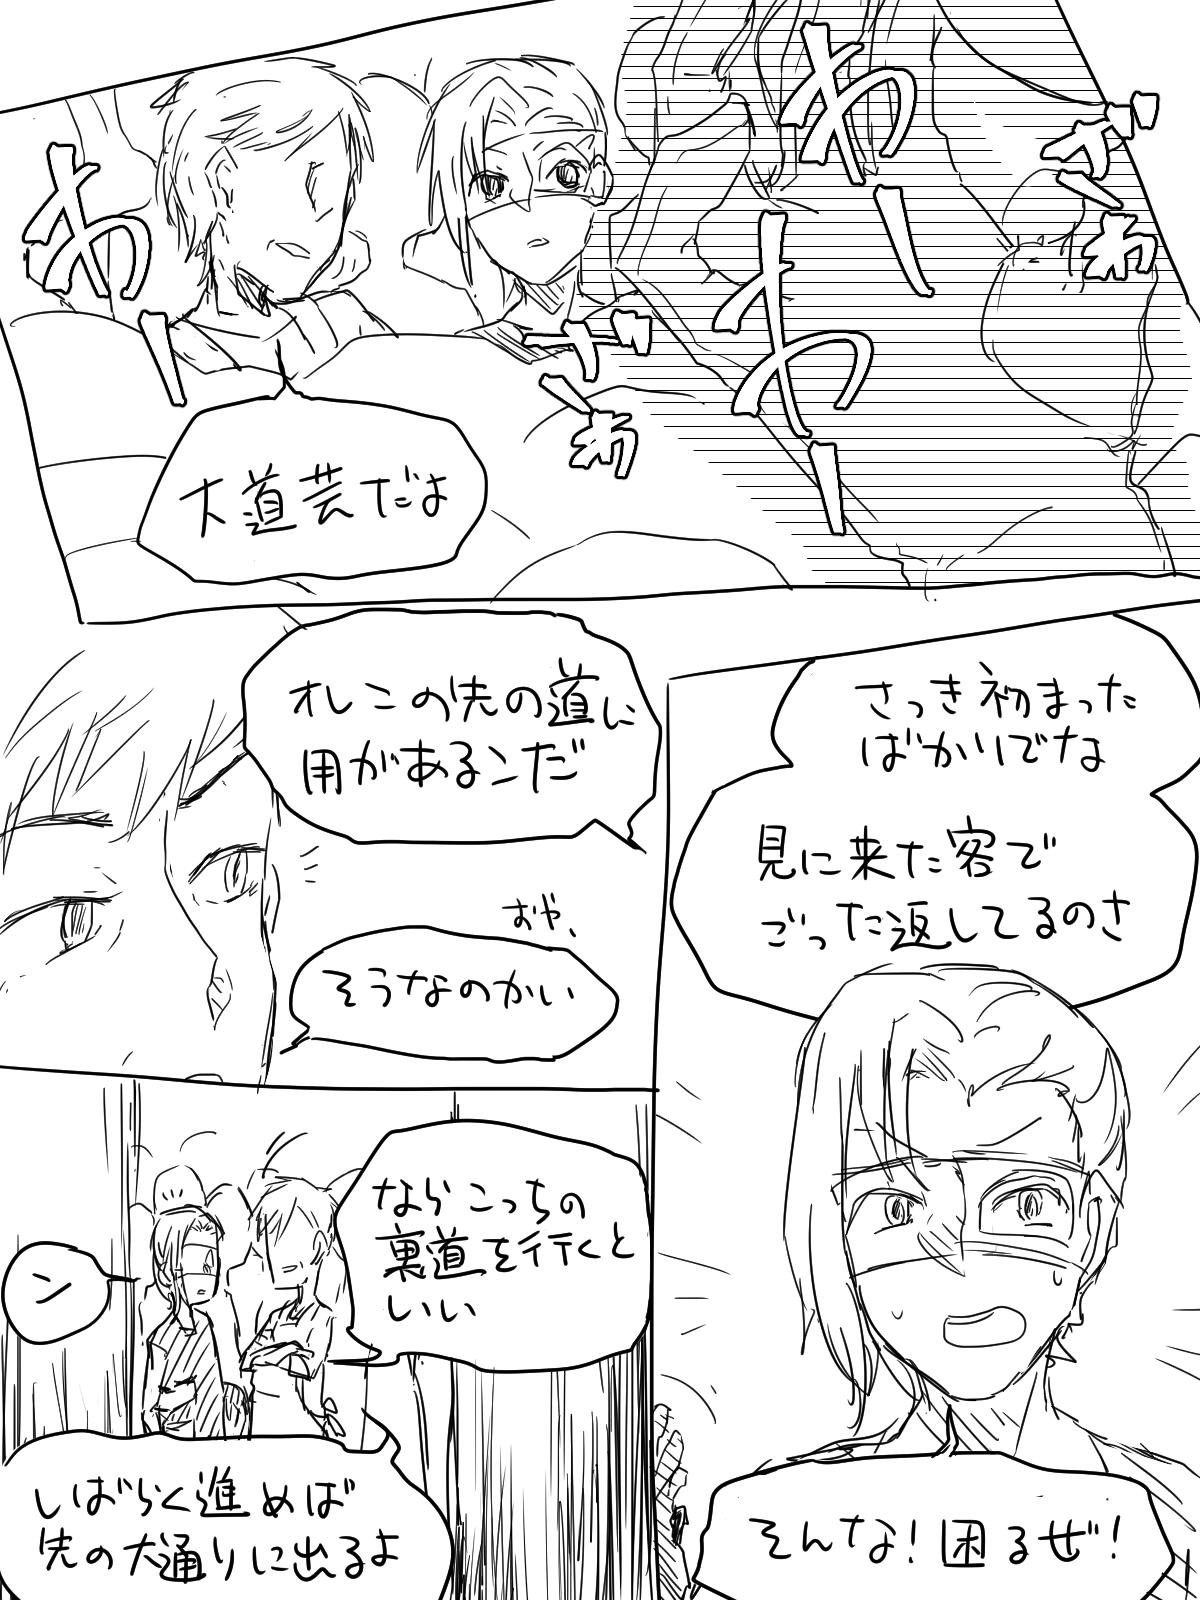 わー
ざわ
わー
ざわ
わー
大道芸だよ
さっき初まった
ばかりでな
見に来た客で
ごった返してるのさ
そんな！困るぜ！
オレこの先の道に
用があるンだ
おや、
そうなのかい
ならこっちの
裏道を行くと
いい
ン
しばらく進めば
先の大通りに出るよ